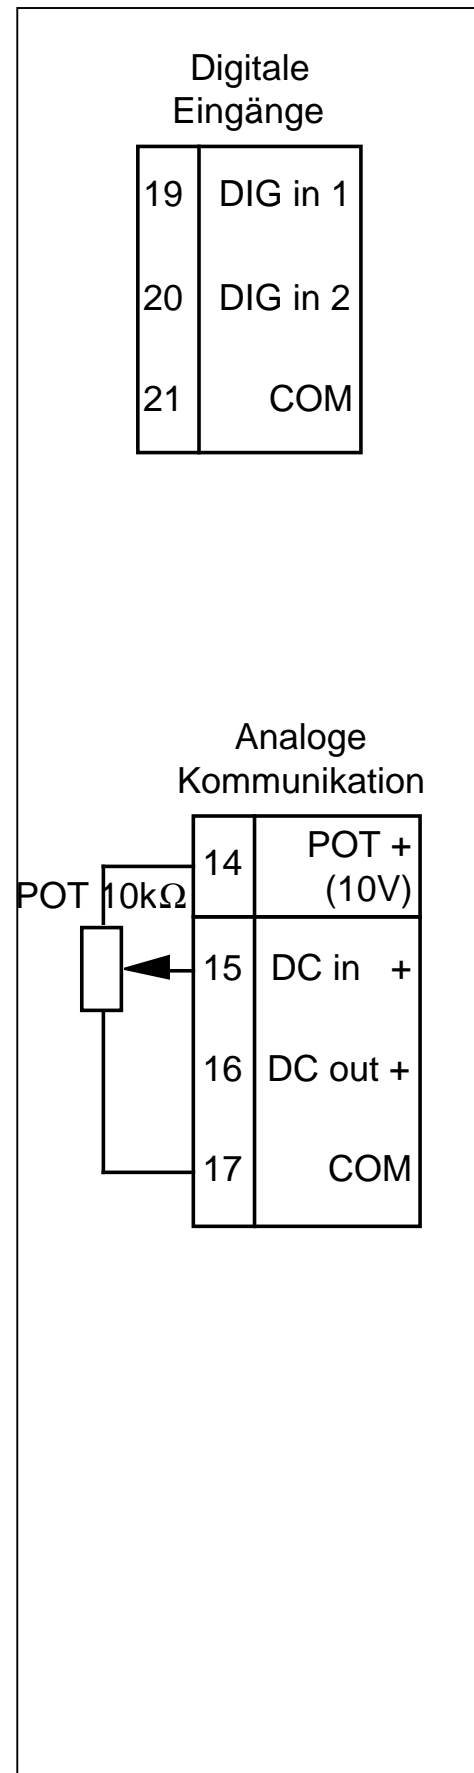 Digitale
Eingänge
19 DIG in 1
20 DIG in 2
21 COM
Analoge
Kommunikation
14 POT +
(10V)
POT 10kΩ
15 DC in +
16 DC out +
17 COM